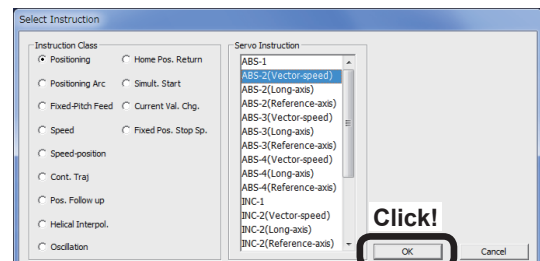 Select Instruction
Instruction Class
Positioning
Home Pos. Return
Positioning Arc
Simult. Start
Fixed-Pitch Feed
Current Val. Chg.
Speed
Fixed Pos. Stop Sp.
Speed-position
Cont. Traj
Pos. Follow up
Helical Interpol.
Oscillation
Servo Instruction
ABS-1
ABS-2(Vector-speed)
ABS-2(Long-axis)
ABS-2(Reference-axis)
ABS-3(Vector-speed)
ABS-3(Long-axis)
ABS-3(Reference-axis)
ABS-4(Vector-speed)
ABS-4(Long-axis)
ABS-4(Reference-axis)
INC-1
INC-2(Vector-speed)
INC-2(Long-axis)
INC-2(Reference-axis)
Click!
OK
Cancel